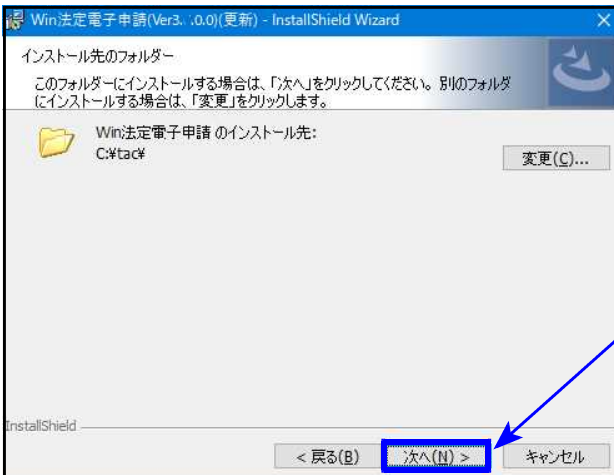 Win法定電子申請(Ver3. .0.0)(更新) - InstallShield Wizard
インストール先のフォルダー
このフォルダーにインストールする場合は、「次へ」をクリックしてください。別のフォルダ
にインストールする場合は、「変更」をクリックします。
Win法定電子申請 のインストール先:
C:¥tac¥
変更(C)...
InstallShield
< 戻る(B)
次へ(N) >
キャンセル